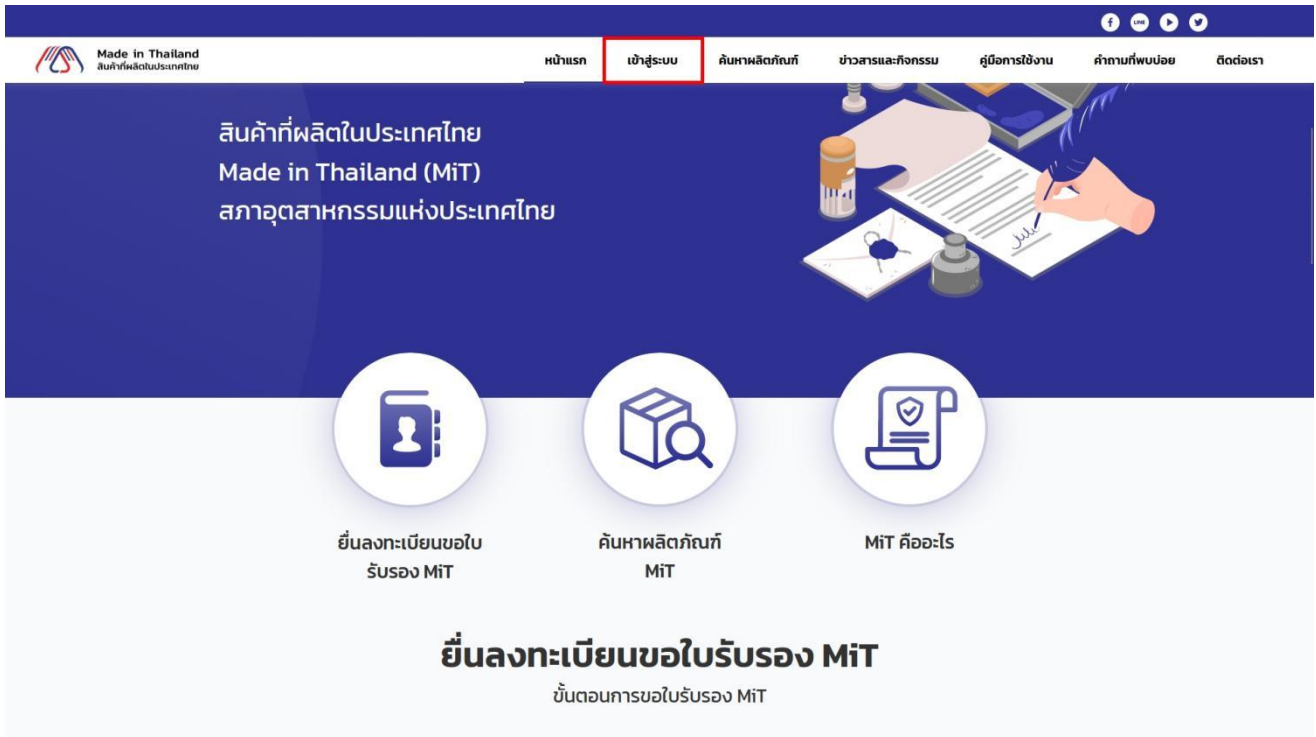 LINE
Made in Thailand
สินค้าที่ผลิตในประเทศไทย
หน้าแรก
เข้าสู่ระบบ
ค้นหาผลิตภัณฑ์
ข่าวสารและกิจกรรม
คู่มือการใช้งาน
คำถามที่พบบ่อย
ติดต่อเรา
สินค้าที่ผลิตในประเทศไทย
Made in Thailand (MiT)
สภาอุตสาหกรรมแห่งประเทศไทย
ยื่นลงทะเบียนขอใบ
รับรอง MiT
ค้นหาผลิตภัณฑ์
MiT
MiT คืออะไร
ยื่นลงทะเบียนขอใบรับรอง MiT
ขั้นตอนการขอใบรับรอง MiT